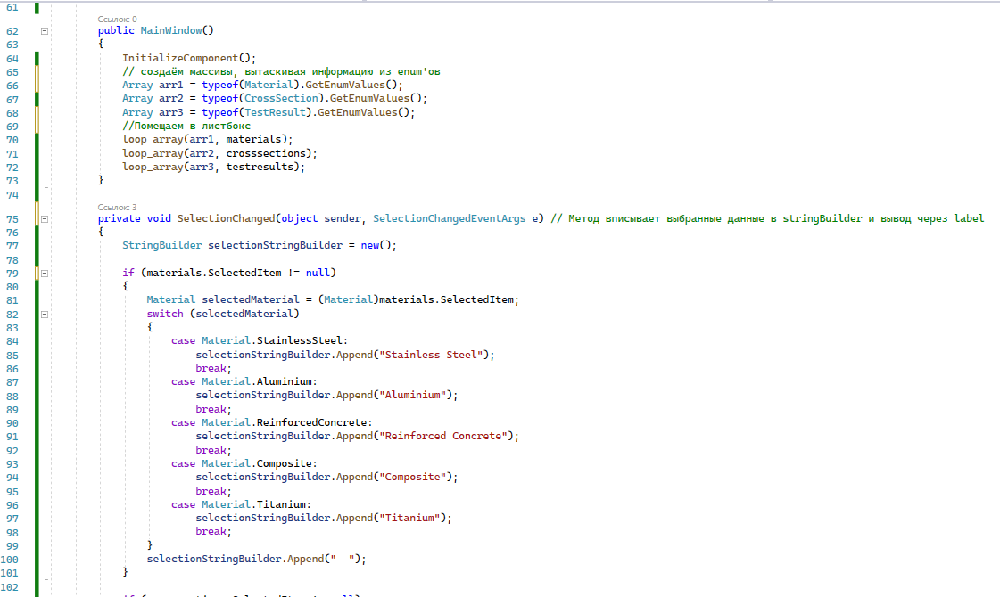 61
Ссылок: 0
62 public MainWindow()
63 {
64 InitializeComponent();
65 // создаём массивы, вытаскивая информацию из enum'ов
66 Array arr1 = typeof(Material).GetEnumValues();
67 Array arr2 = typeof(CrossSection).GetEnumValues();
68 Array arr3 = typeof(TestResult).GetEnumValues();
69 //Помещаем в листбокс
70 loop_array(arr1, materials);
71 loop_array(arr2, crosssections);
72 loop_array(arr3, testresults);
73 }
74
Ссылок: 3
75 private void SelectionChanged(object sender, SelectionChangedEventArgs e) // Метод вписывает выбранные данные в stringBuilder и вывод через label
76 {
77 StringBuilder selectionStringBuilder = new();
78
79 if (materials.SelectedItem != null)
80 {
81 Material selectedMaterial = (Material)materials.SelectedItem;
82 switch (selectedMaterial)
83 {
84 case Material.StainlessSteel:
85 selectionStringBuilder.Append("Stainless Steel");
86 break;
87 case Material.Aluminium:
88 selectionStringBuilder.Append("Aluminium");
89 break;
90 case Material.ReinforcedConcrete:
91 selectionStringBuilder.Append("Reinforced Concrete");
92 break;
93 case Material.Composite:
94 selectionStringBuilder.Append("Composite");
95 break;
96 case Material.Titanium:
97 selectionStringBuilder.Append("Titanium");
98 break;
99 }
100 selectionStringBuilder.Append("  ");
101 }
102